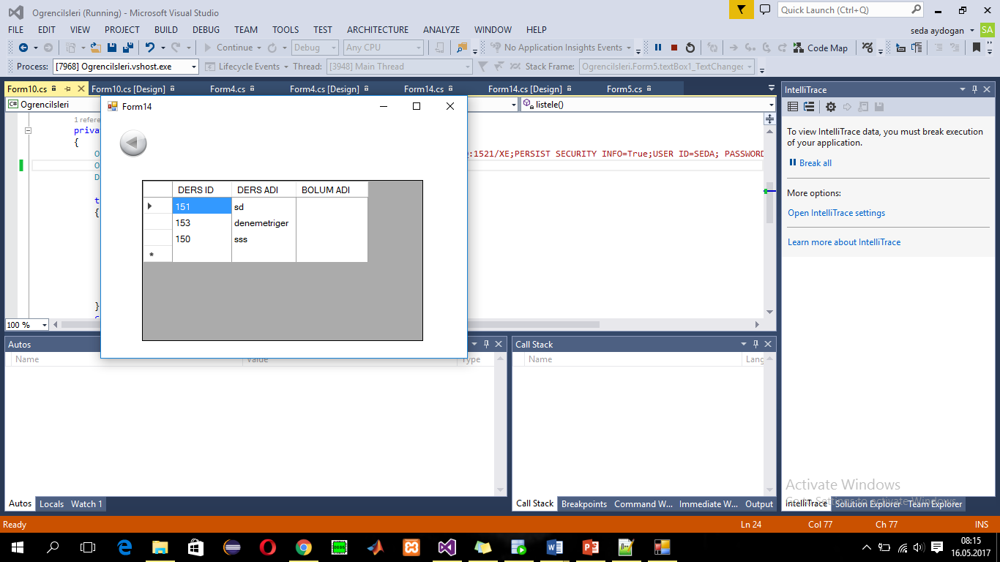 Ogrencilsleri (Running) - Microsoft Visual Studio
Quick Launch (Ctrl+Q)
FILE EDIT VIEW PROJECT BUILD DEBUG TEAM TOOLS TEST ARCHITECTURE ANALYZE WINDOW HELP
seda aydogan SA
Continue Debug Any CPU No Application Insights Events Code Map
Process: [7968] Ogrencilsleri.vshost.exe Lifecycle Events Thread: [3948] Main Thread Stack Frame: Ogrencilsleri.Form5.textBox1_TextChanged
Form10.cs Form10.cs [Design] Form4.cs Form4.cs [Design] Form14.cs Form14.cs [Design] Form5.cs
Ogrencilsleri
listele()
Form14
1 refere
priva
{
O
:1521/XE;PERSIST SECURITY INFO=True;USER ID=SEDA; PASSWORD
O
D
t
{
}
DERS ID DERS ADI BOLUM ADI
151 sd
153 denemetriger
150 sss
*
100 %
IntelliTrace
To view IntelliTrace data, you must break execution
of your application.
Break all
More options:
Open IntelliTrace settings
Learn more about IntelliTrace
Autos
Name Value Type
Call Stack
Name Lang
Autos Locals Watch 1
Call Stack Breakpoints Command W... Immediate W... Output
Activate Windows
Go to Settings to activate Windows.
IntelliTrace Solution Explorer Team Explorer
Ready
Ln 24 Col 77 Ch 77 INS
08:15
16.05.2017